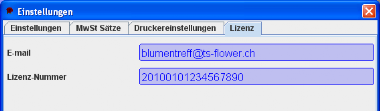 Einstellungen
Einstellungen MwSt Sätze Druckereinstellungen Lizenz
E-mail blumentreff@ts-flower.ch
Lizenz-Nummer 20100101234567890